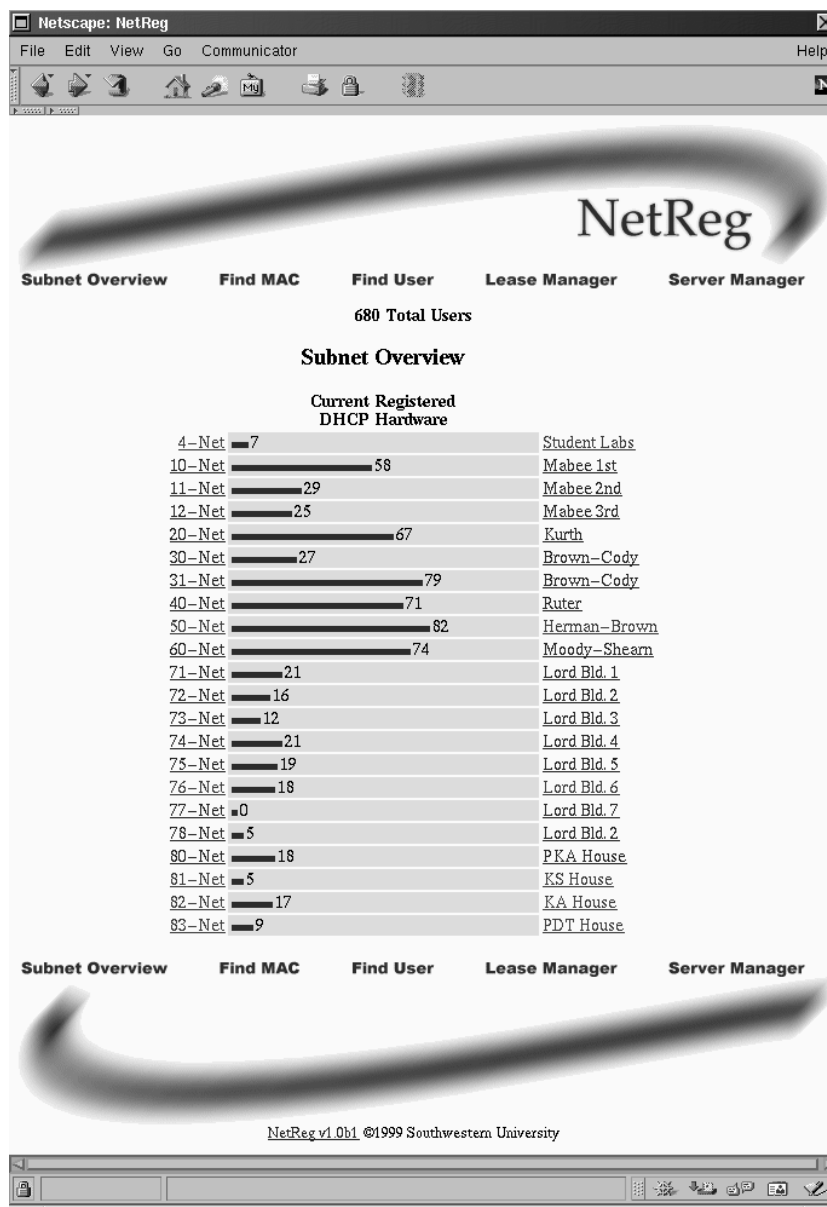 Netscape: NetReg
File Edit View Go Communicator Help
My
N
NetReg
Subnet Overview Find MAC Find User Lease Manager Server Manager
680 Total Users
Subnet Overview
Current Registered
DHCP Hardware
4-Net 7 Student Labs
10-Net 58 Mabee 1st
11-Net 29 Mabee 2nd
12-Net 25 Mabee 3rd
20-Net 67 Kurth
30-Net 27 Brown-Cody
31-Net 79 Brown-Cody
40-Net 71 Ruter
50-Net 82 Herman-Brown
60-Net 74 Moody-Shearn
71-Net 21 Lord Bld. 1
72-Net 16 Lord Bld. 2
73-Net 12 Lord Bld. 3
74-Net 21 Lord Bld. 4
75-Net 19 Lord Bld. 5
76-Net 18 Lord Bld. 6
77-Net 0 Lord Bld. 7
78-Net 5 Lord Bld. 2
80-Net 18 PKA House
81-Net 5 KS House
82-Net 17 KA House
83-Net 9 PDT House
Subnet Overview Find MAC Find User Lease Manager Server Manager
NetReg v1.0b1 ©1999 Southwestern University